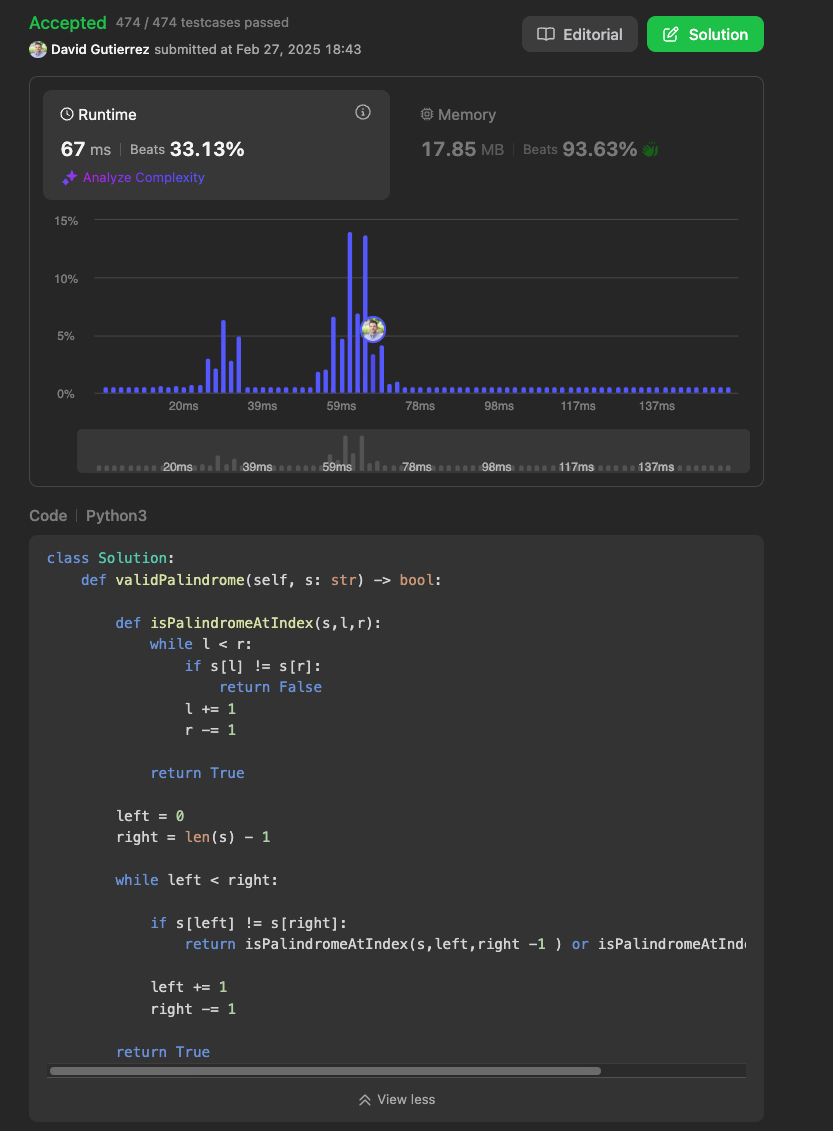 Accepted 474 / 474 testcases passed
David Gutierrez submitted at Feb 27, 2025 18:43
Editorial
Solution
Runtime
67 ms | Beats 33.13%
Analyze Complexity
Memory
17.85 MB | Beats 93.63%
15%
10%
5%
0%
20ms 39ms 59ms 78ms 98ms 117ms 137ms
20ms 39ms 59ms 78ms 98ms 117ms 137ms
Code | Python3
class Solution:
    def validPalindrome(self, s: str) -> bool:
        def isPalindromeAtIndex(s,l,r):
            while l < r:
                if s[l] != s[r]:
                    return False
                l += 1
                r -= 1
            return True
        left = 0
        right = len(s) - 1
        while left < right:
            if s[left] != s[right]:
                return isPalindromeAtIndex(s,left,right -1 ) or isPalindromeAtInd
            left += 1
            right -= 1
        return True
View less